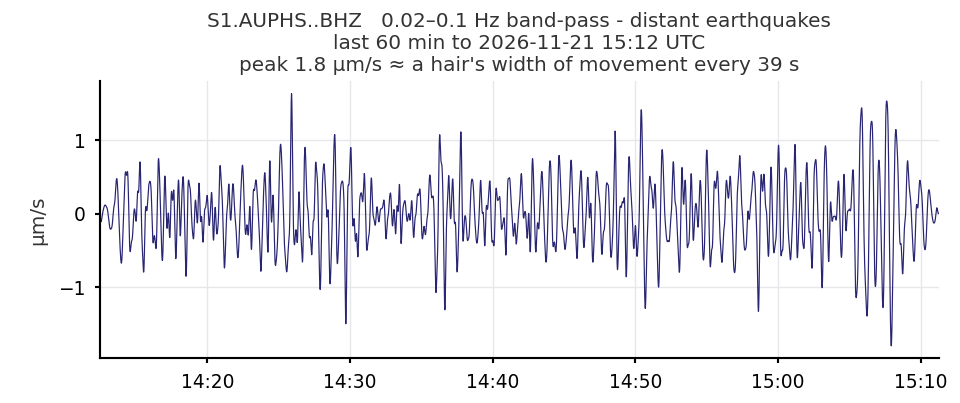 S1.AUPHS..BHZ   0.02–0.1 Hz band-pass - distant earthquakes
last 60 min to 2026-11-21 15:12 UTC
peak 1.8 µm/s ≈ a hair's width of movement every 39 s
µm/s
1
0
−1
14:20
14:30
14:40
14:50
15:00
15:10